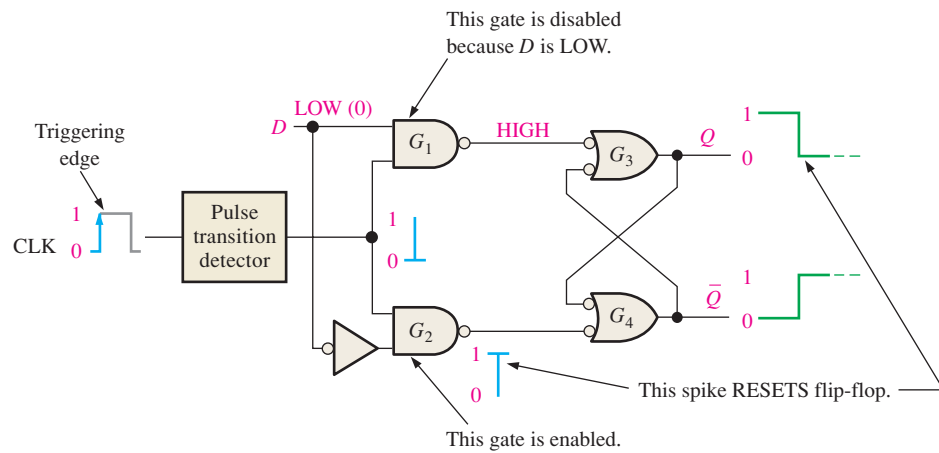 This gate is disabled
because D is LOW.
LOW (0)
D
G1
HIGH
G3
Q
1
0
Triggering
edge
1
0
CLK
Pulse
transition
detector
1
0
G2
G4
Q̅
1
0
1
0
This spike RESETS flip-flop.
This gate is enabled.